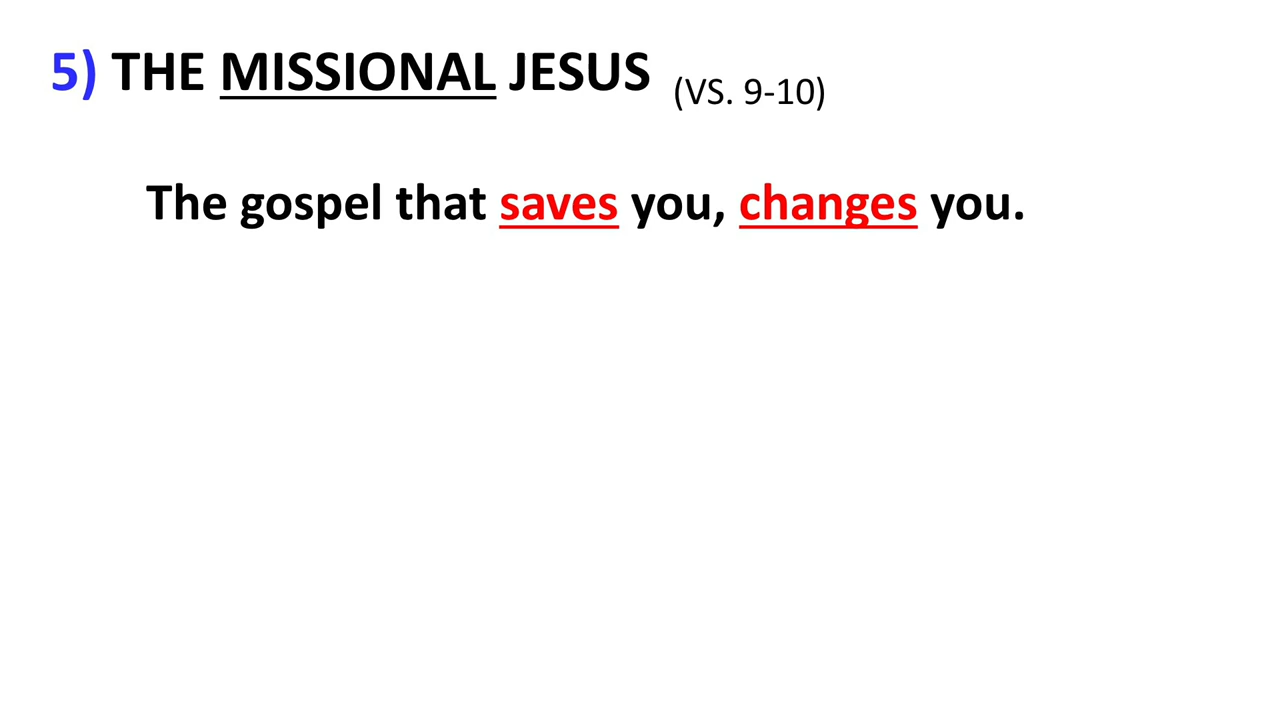 5) THE MISSIONAL JESUS (VS. 9-10)
The gospel that saves you, changes you.